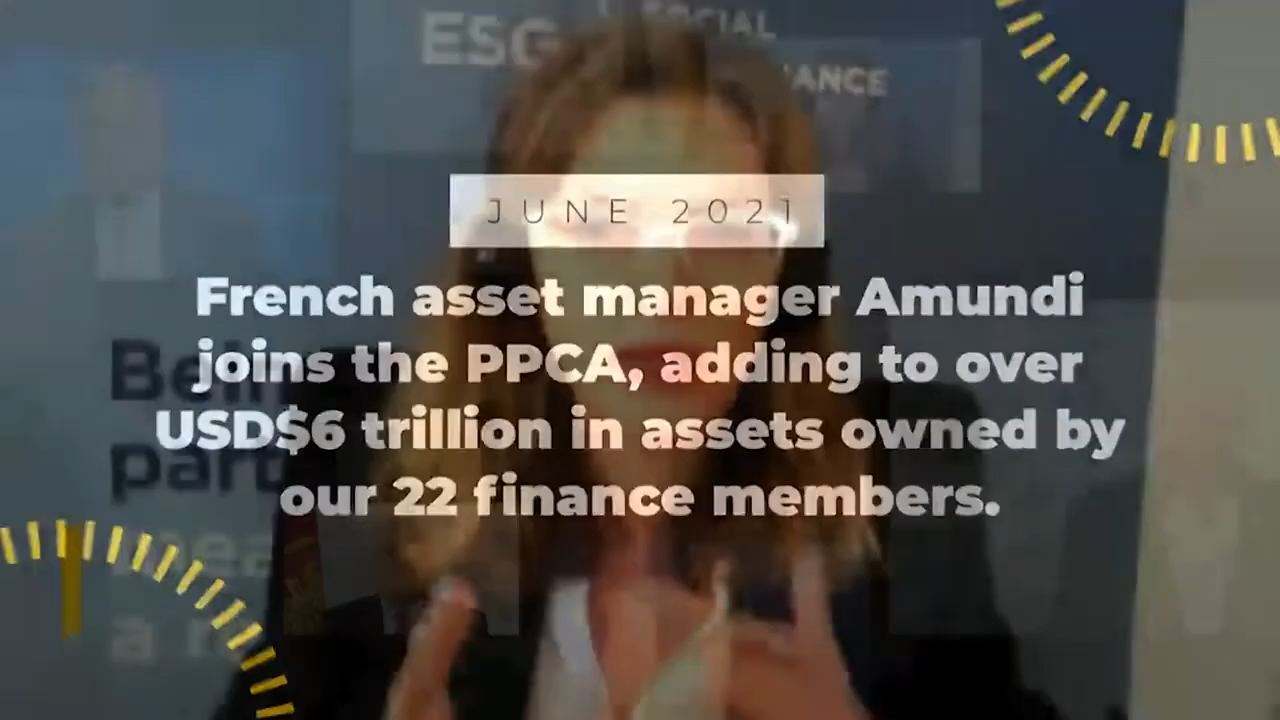 ESG
SOCIAL
JUNE 2021
French asset manager Amundi
joins the PPCA, adding to over
USD$6 trillion in assets owned by
our 22 finance members.